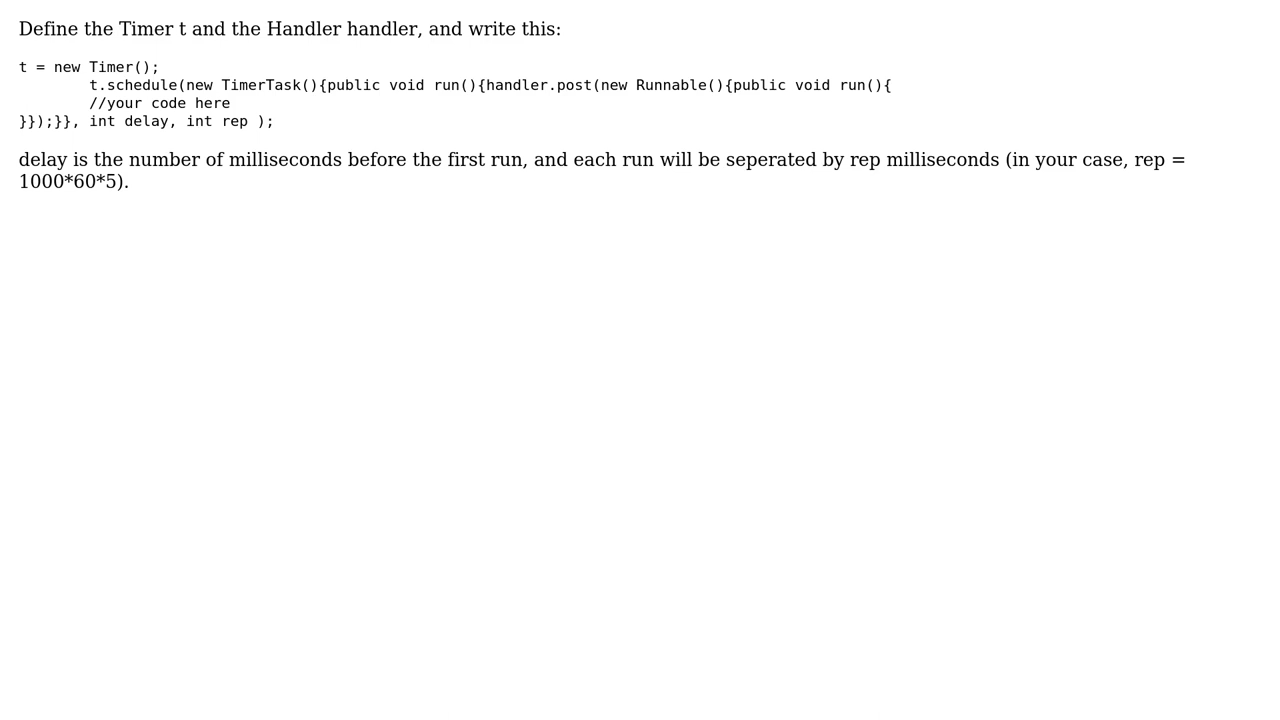 Define the Timer t and the Handler handler, and write this:
t = new Timer();
        t.schedule(new TimerTask(){public void run(){handler.post(new Runnable(){public void run(){
        //your code here
}});}}, int delay, int rep );
delay is the number of milliseconds before the first run, and each run will be seperated by rep milliseconds (in your case, rep =
1000*60*5).